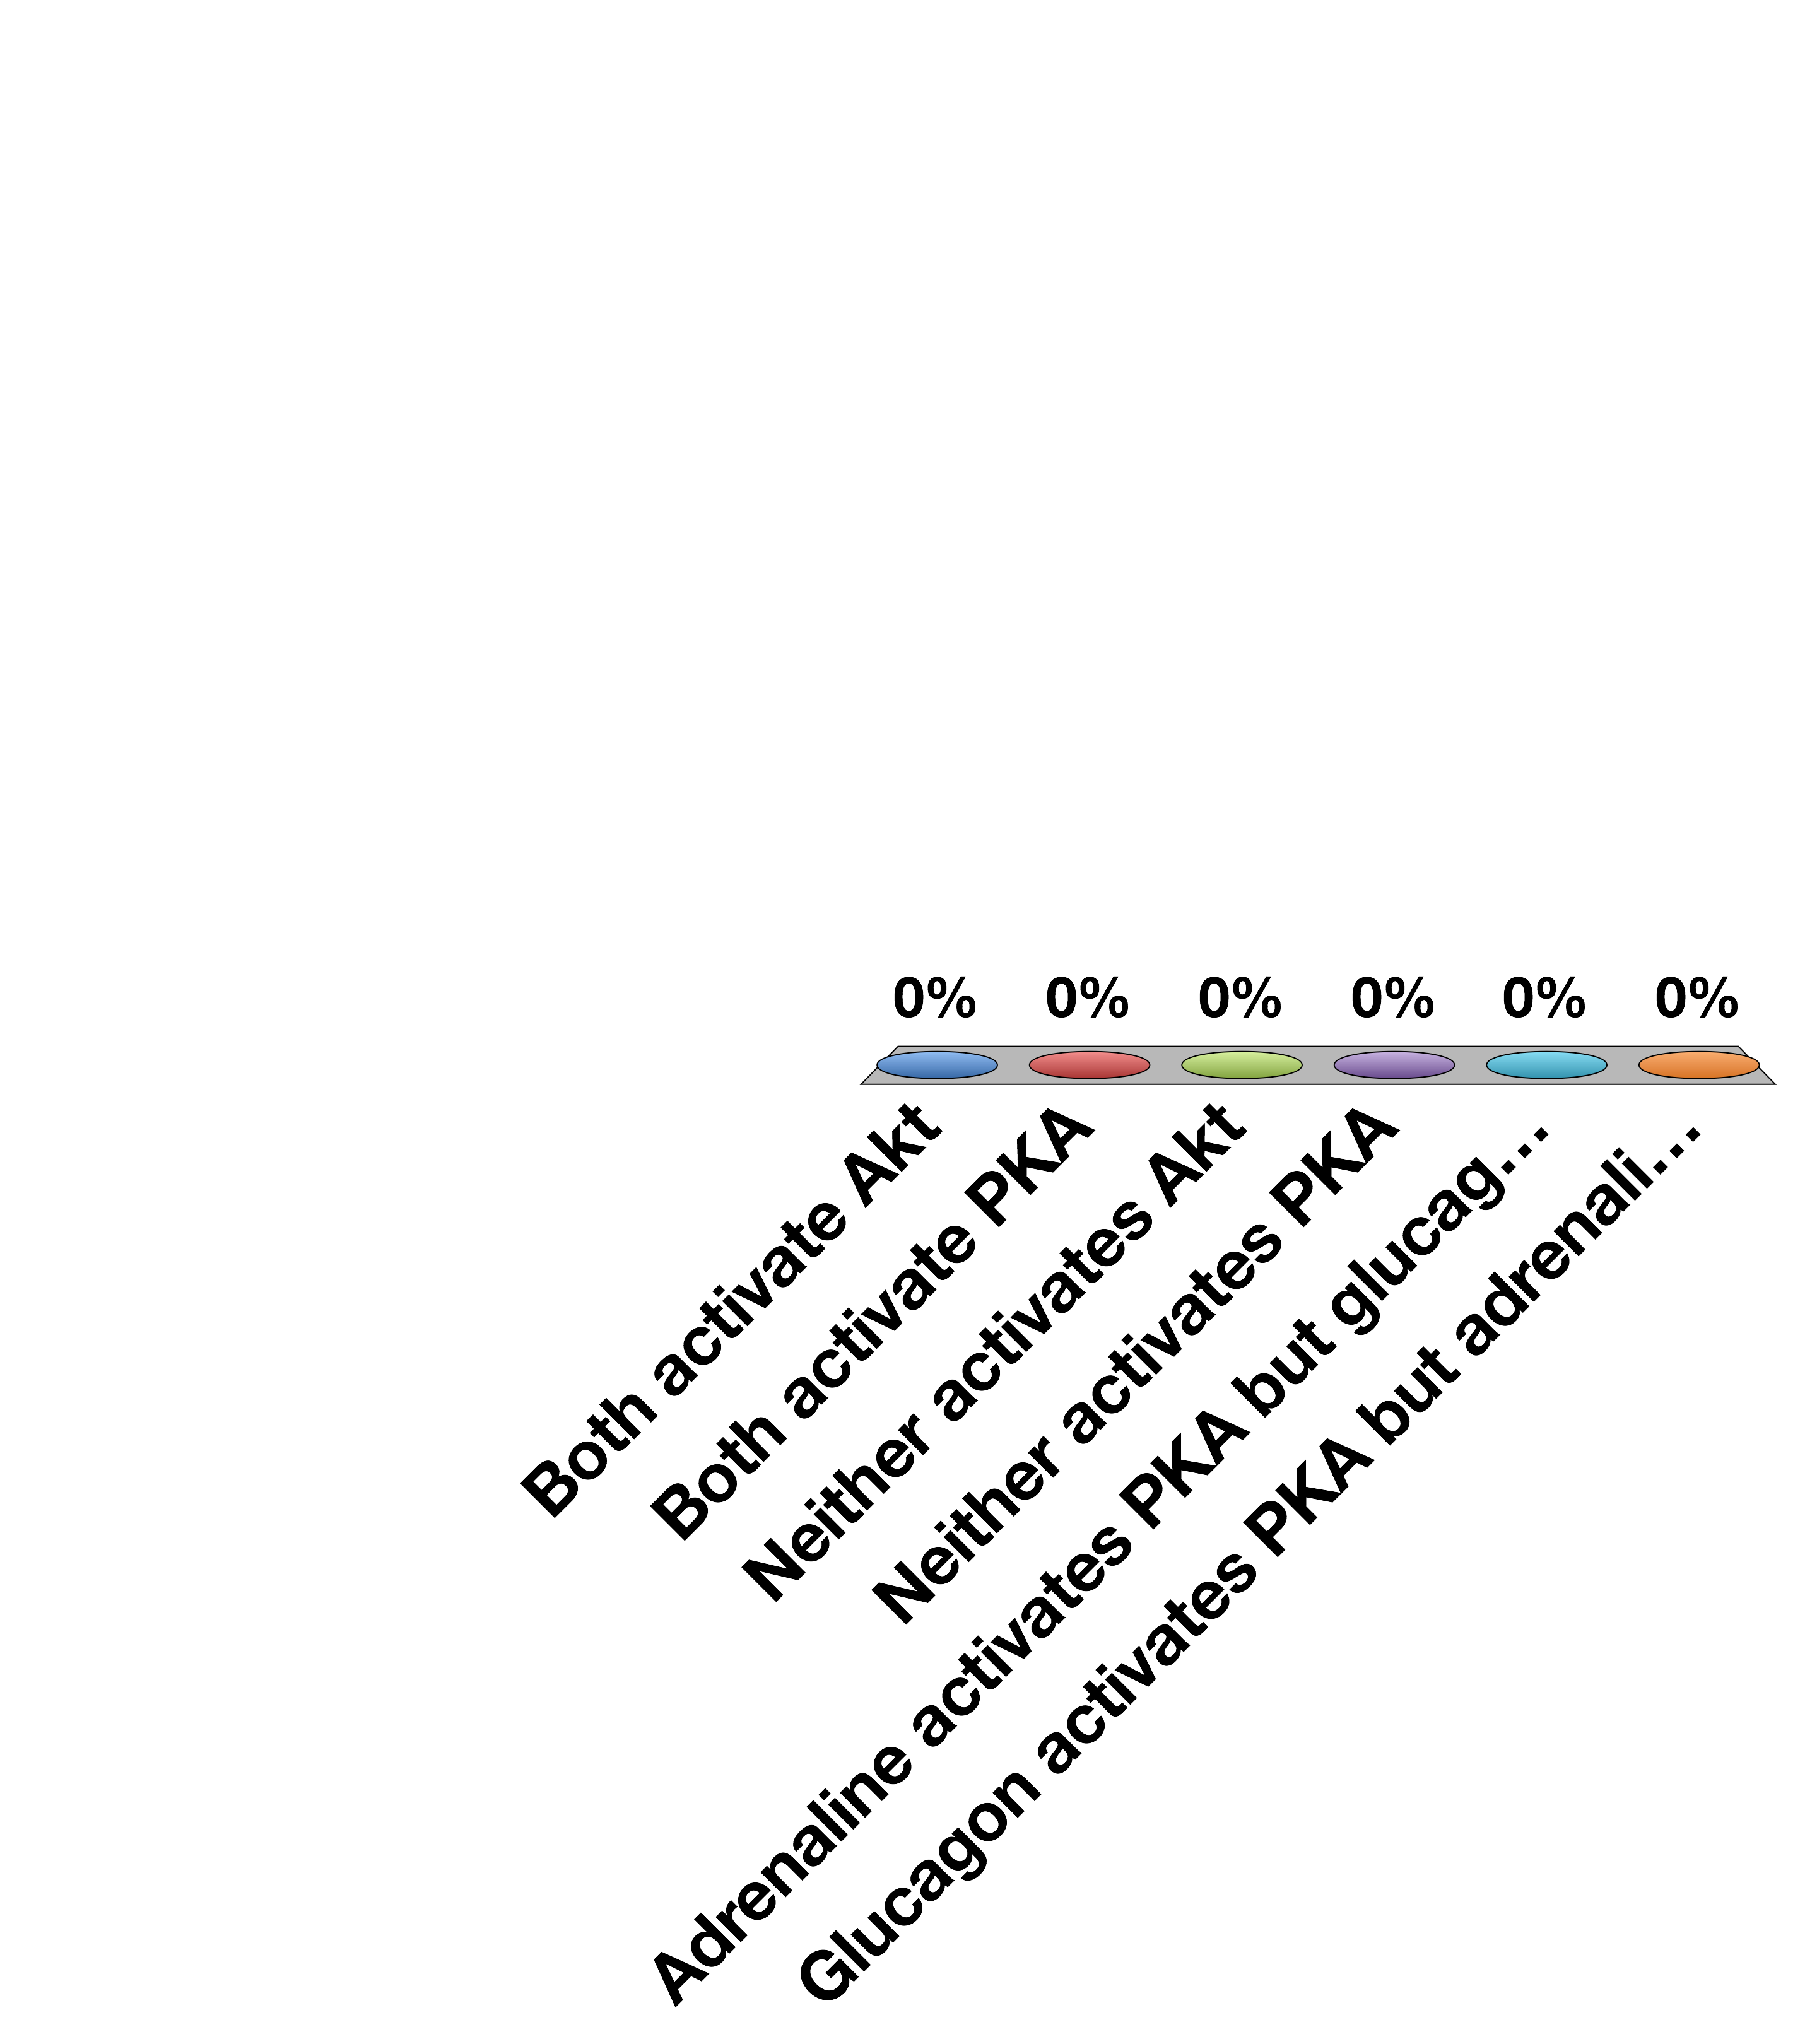 0% 0% 0% 0% 0% 0%
Both activate Akt
Both activate PKA
Neither activates Akt
Neither activates PKA
Adrenaline activates PKA but glucag...
Glucagon activates PKA but adrenali...